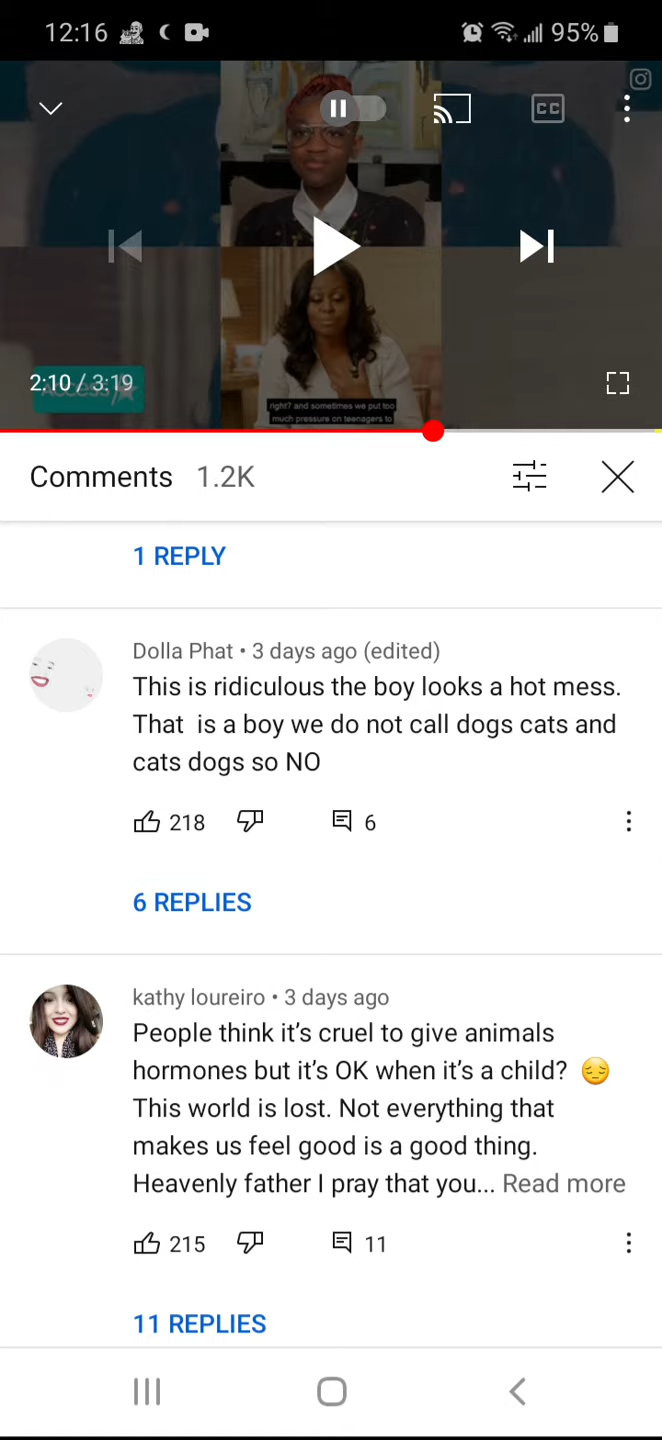 12:16
95%
CC
2:10 / 3:19
Access
right? and sometimes we put too
much pressure on teenagers to
Comments 1.2K
1 REPLY
Dolla Phat • 3 days ago (edited)
This is ridiculous the boy looks a hot mess.
That  is a boy we do not call dogs cats and
cats dogs so NO
218 6
6 REPLIES
kathy loureiro • 3 days ago
People think it’s cruel to give animals
hormones but it’s OK when it’s a child? 😔
This world is lost. Not everything that
makes us feel good is a good thing.
Heavenly father I pray that you... Read more
215 11
11 REPLIES